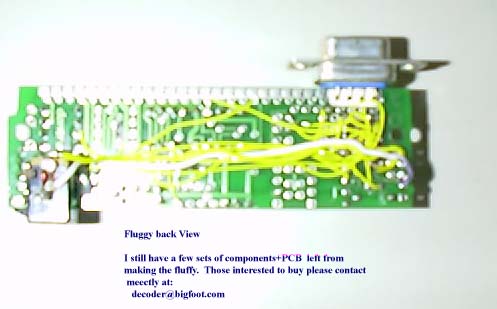 Fluggy back View
I still have a few sets of components+PCB left from
making the fluffy. Those interested to buy please contact
meectly at:
decoder@bigfoot.com